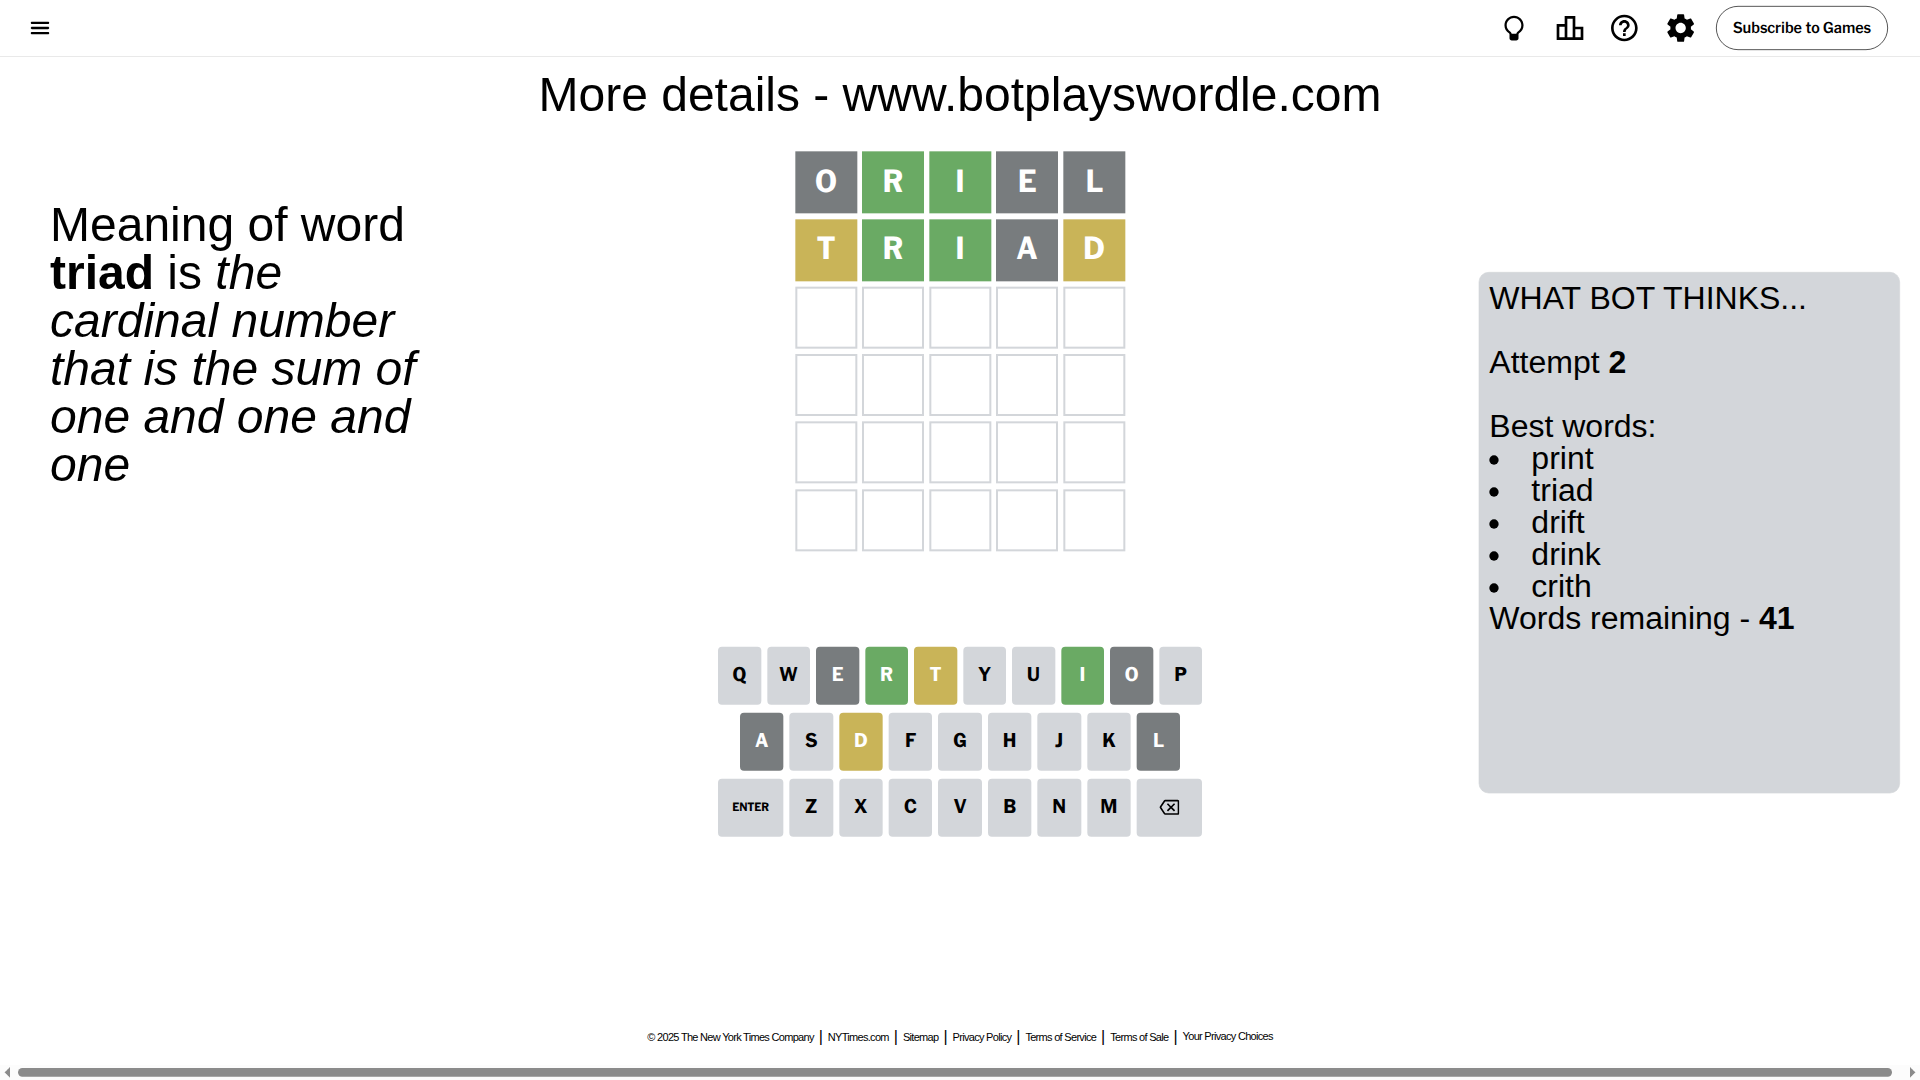 Subscribe to Games
More details - www.botplayswordle.com
Meaning of word
triad is the
cardinal number
that is the sum of
one and one and
one
O R I E L
T R I A D
WHAT BOT THINKS...
Attempt 2
Best words:
• print
• triad
• drift
• drink
• crith
Words remaining - 41
Q W E R T Y U I O P
A S D F G H J K L
ENTER Z X C V B N M
© 2025 The New York Times Company | NYTimes.com | Sitemap | Privacy Policy | Terms of Service | Terms of Sale | Your Privacy Choices